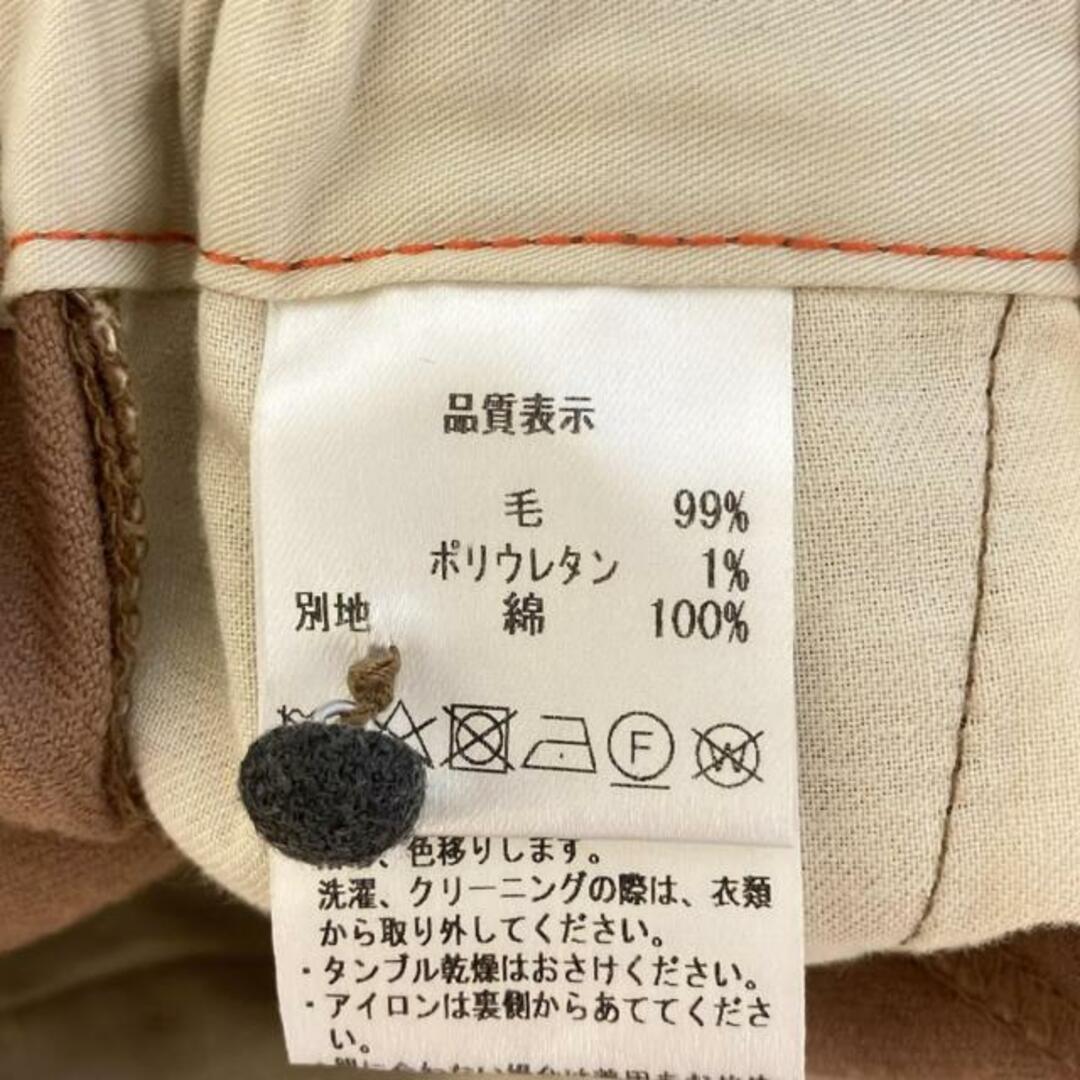 品質表示
毛 99%
ポリウレタン 1%
別地 綿 100%
F
W
、色移りします。
洗濯、クリーニングの際は、衣類
から取り外してください。
・タンブル乾燥はおさけください。
・アイロンは裏側からあててくださ
い。